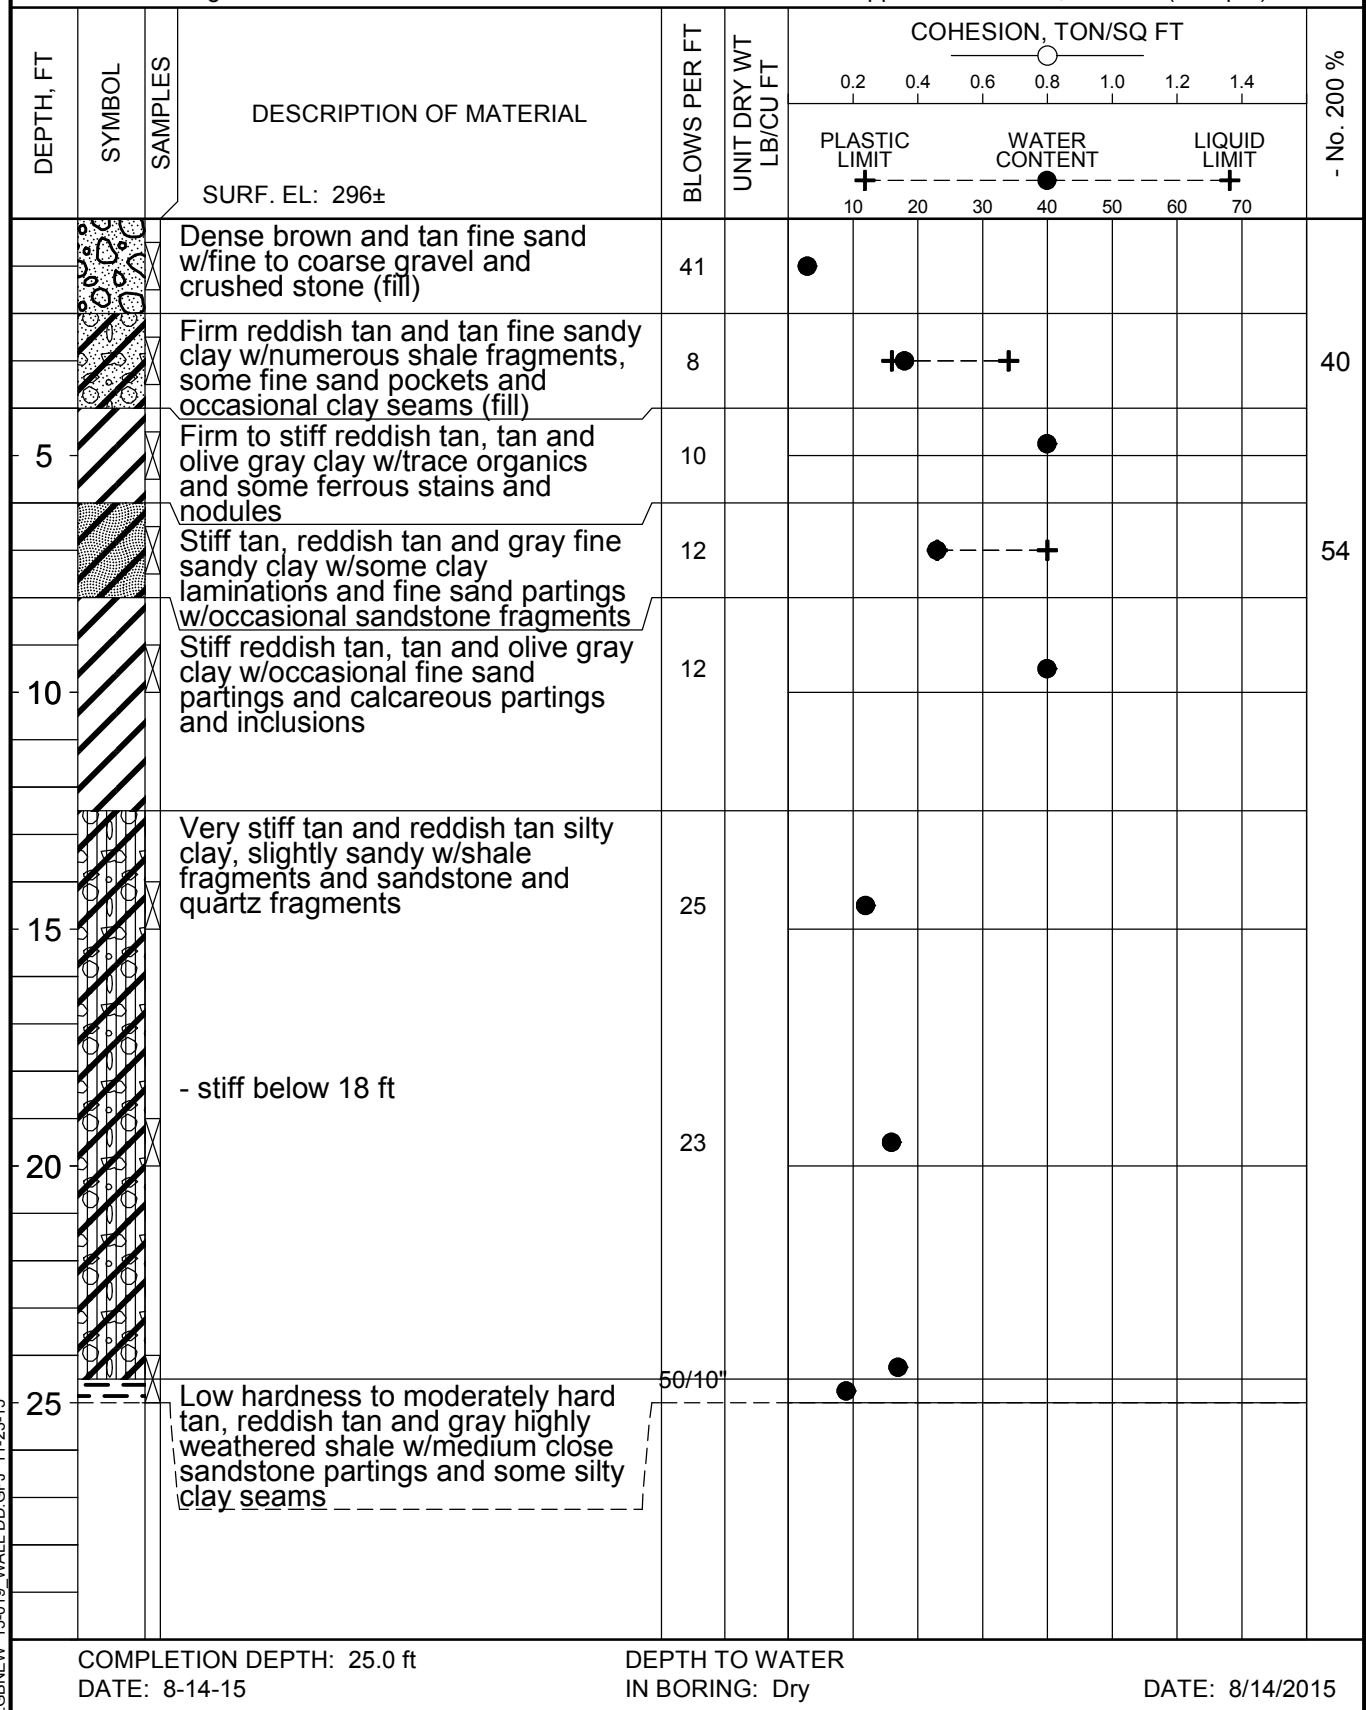 COHESION, TON/SQ FT
0.2 0.4 0.6 0.8 1.0 1.2 1.4
DEPTH, FT
SYMBOL
SAMPLES
DESCRIPTION OF MATERIAL
SURF. EL: 296±
BLOWS PER FT
UNIT DRY WT
LB/CU FT
- No. 200 %
PLASTIC
LIMIT
WATER
CONTENT
LIQUID
LIMIT
10 20 30 40 50 60 70
Dense brown and tan fine sand
w/fine to coarse gravel and
crushed stone (fill)
41
Firm reddish tan and tan fine sandy
clay w/numerous shale fragments,
some fine sand pockets and
occasional clay seams (fill)
8
40
Firm to stiff reddish tan, tan and
olive gray clay w/trace organics
and some ferrous stains and
nodules
5
10
Stiff tan, reddish tan and gray fine
sandy clay w/some clay
laminations and fine sand partings
w/occasional sandstone fragments
12
54
Stiff reddish tan, tan and olive gray
clay w/occasional fine sand
partings and calcareous partings
and inclusions
12
10
Very stiff tan and reddish tan silty
clay, slightly sandy w/shale
fragments and sandstone and
quartz fragments
25
15
- stiff below 18 ft
23
20
50/10"
25
Low hardness to moderately hard
tan, reddish tan and gray highly
weathered shale w/medium close
sandstone partings and some silty
clay seams
COMPLETION DEPTH: 25.0 ft
DATE: 8-14-15
DEPTH TO WATER
IN BORING: Dry
DATE: 8/14/2015